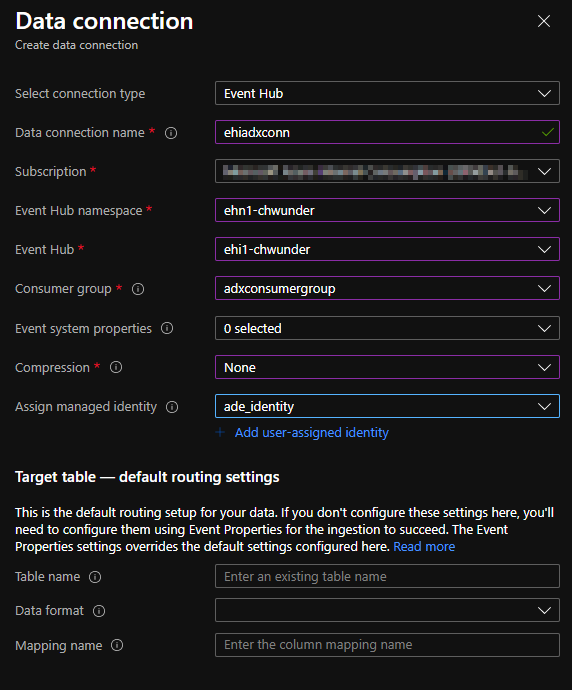 Data connection
Create data connection
Select connection type Event Hub
Data connection name * ehiadxconn
Subscription *
Event Hub namespace * ehn1-chwunder
Event Hub * ehi1-chwunder
Consumer group * adxconsumergroup
Event system properties 0 selected
Compression * None
Assign managed identity ade_identity
+ Add user-assigned identity
Target table — default routing settings
This is the default routing setup for your data. If you don't configure these settings here, you'll
need to configure them using Event Properties for the ingestion to succeed. The Event
Properties settings overrides the default settings configured here. Read more
Table name Enter an existing table name
Data format
Mapping name Enter the column mapping name